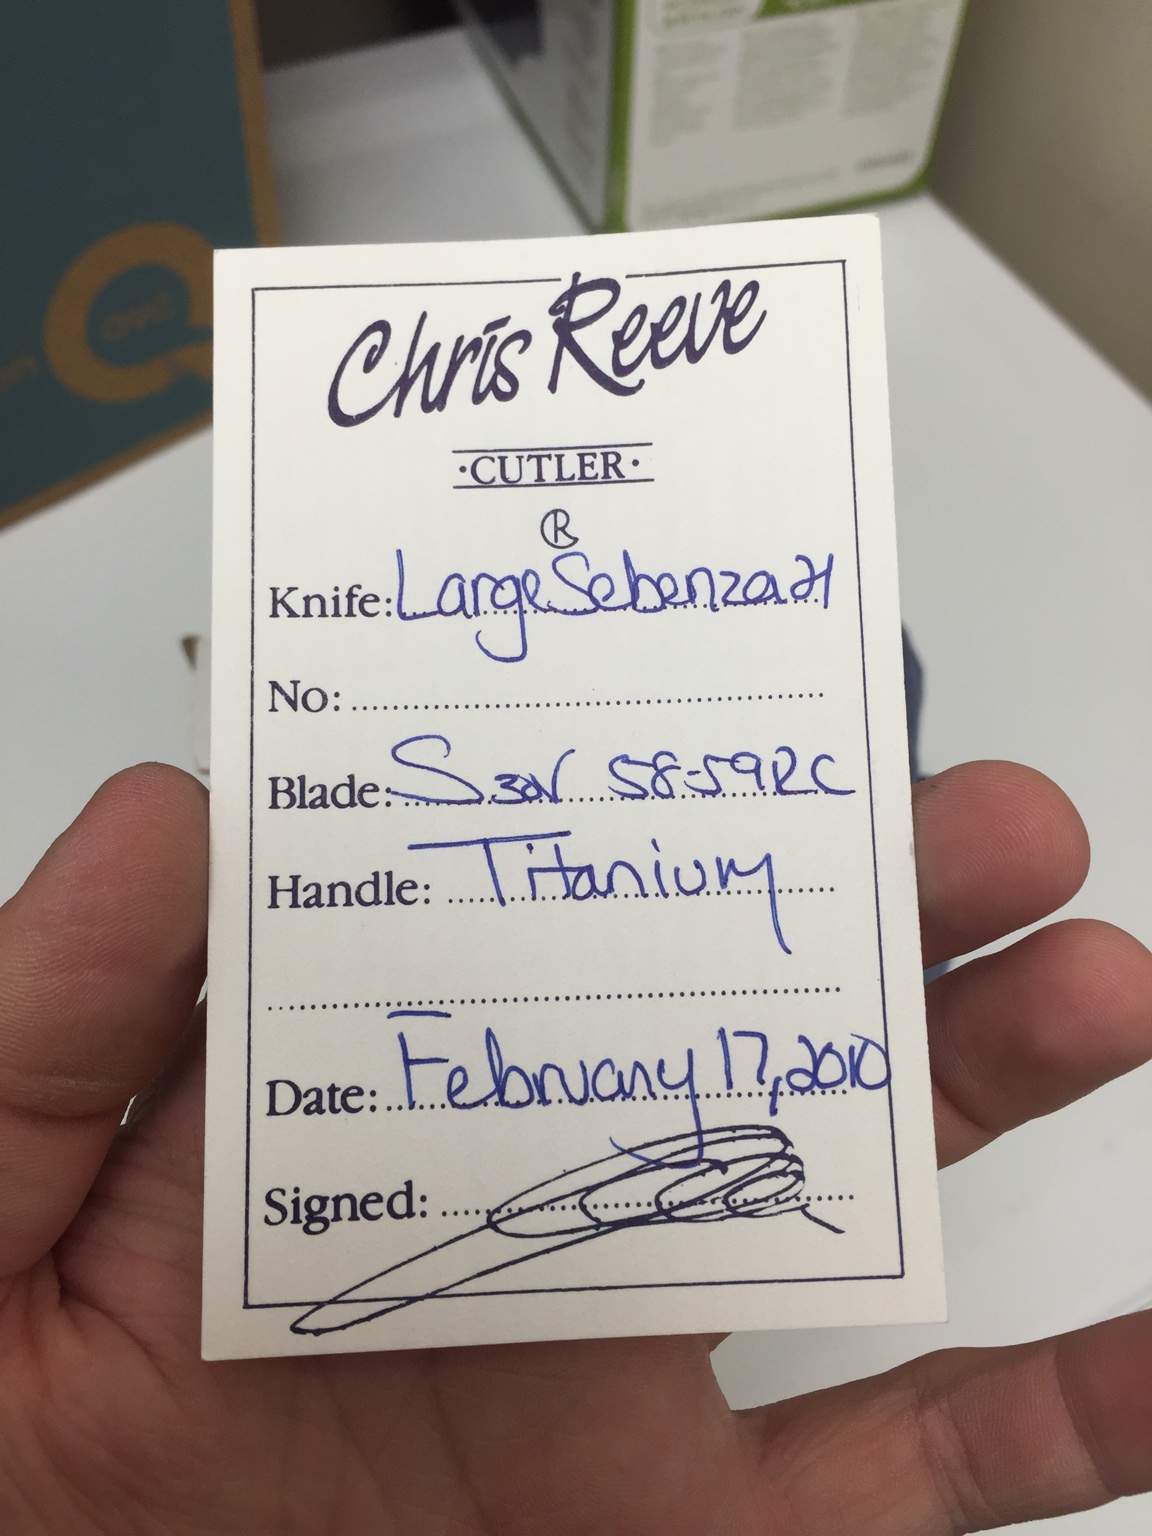 Chris Reeve
·CUTLER·
R
Knife: Large Sebenza 21
No:
Blade: S30V 58-59RC
Handle: Titanium
Date: February 17, 2010
Signed: